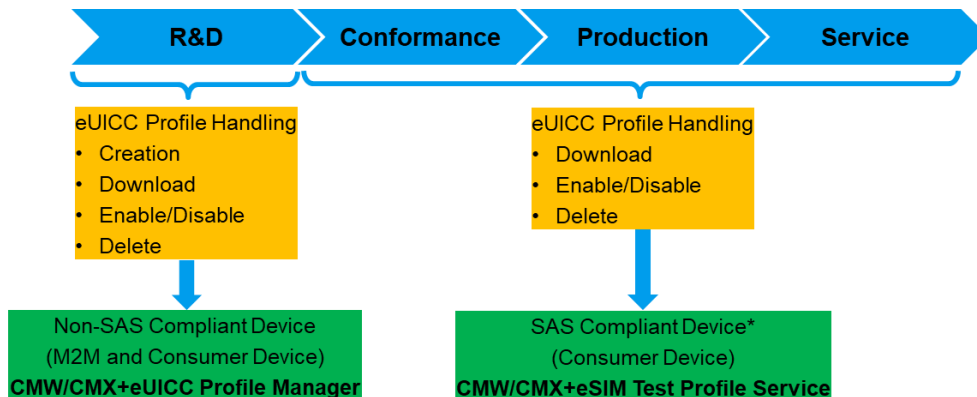 R&D
Conformance
Production
Service
eUICC Profile Handling
• Creation
• Download
• Enable/Disable
• Delete
eUICC Profile Handling
• Download
• Enable/Disable
• Delete
Non-SAS Compliant Device
(M2M and Consumer Device)
CMW/CMX+eUICC Profile Manager
SAS Compliant Device*
(Consumer Device)
CMW/CMX+eSIM Test Profile Service